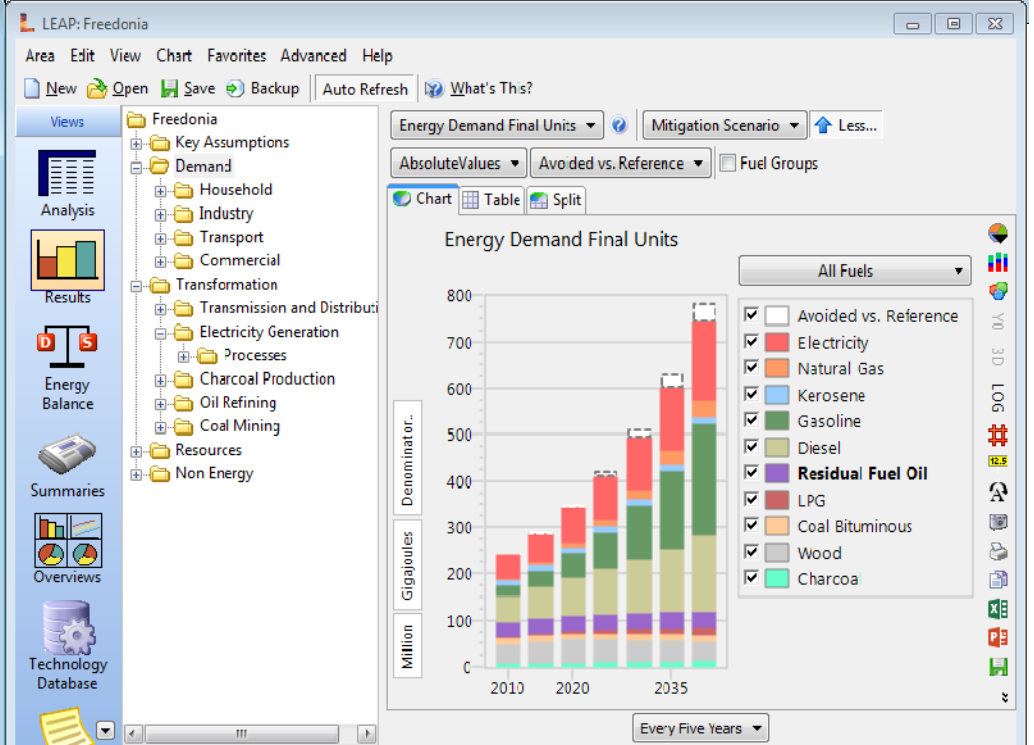 LEAP: Freedonia
Area Edit View Chart Favorites Advanced Help
New Open Save Backup Auto Refresh What's This?
Views
Analysis
Results
D S
Energy
Balance
Summaries
Overviews
Technology
Database
Freedonia
Key Assumptions
Demand
Household
Industry
Transport
Commercial
Transformation
Transmission and Distributi
Electricity Generation
Processes
Charcoal Production
Oil Refining
Coal Mining
Resources
Non Energy
Energy Demand Final Units Mitigation Scenario Less...
AbsoluteValues Avoided vs. Reference Fuel Groups
Chart Table Split
Energy Demand Final Units
All Fuels
Denominator..
Gigajoules
Million
800
700
600
500
400
300
200
100
0
2010 2020 2035
Avoided vs. Reference
Electricity
Natural Gas
Kerosene
Gasoline
Diesel
Residual Fuel Oil
LPG
Coal Bituminous
Wood
Charcoal
Y0
3D
LOG
12.5
Every Five Years